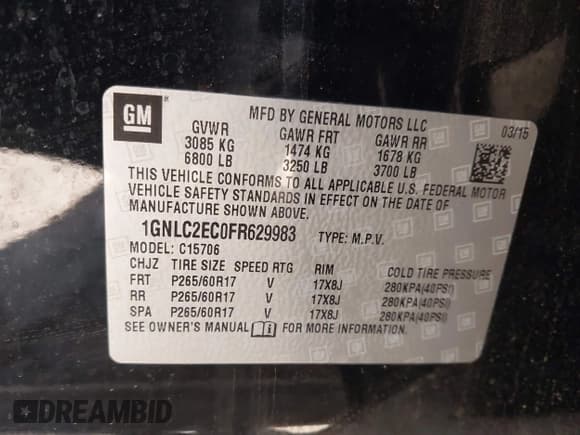 GM
MFD BY GENERAL MOTORS LLC 03/15
GVWR GAWR FRT GAWR RR
3085 KG 1474 KG 1678 KG
6800 LB 3250 LB 3700 LB
THIS VEHICLE CONFORMS TO ALL APPLICABLE U.S. FEDERAL MOTOR
VEHICLE SAFETY STANDARDS IN EFFECT ON THE DATE OF
MANUFACTURE SHOWN ABOVE.
1GNLC2EC0FR629983 TYPE: M.P.V.
MODEL: C15706
CHJZ TIRE SIZE SPEED RTG RIM COLD TIRE PRESSURE
FRT P265/60R17 V 17X8J 280KPA(40PSI)
RR P265/60R17 V 17X8J 280KPA(40PSI)
SPA P265/60R17 V 17X8J 280KPA(40PSI)
SEE OWNER'S MANUAL FOR MORE INFORMATION.
DREAMBID